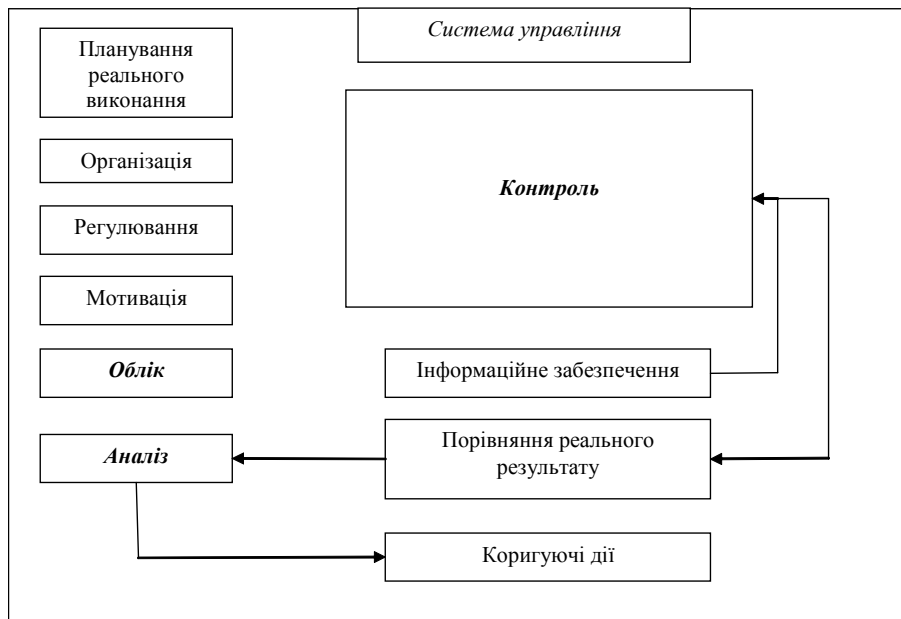 Система управління
Планування
реального
виконання
Організація
Контроль
Регулювання
Мотивація
Облік
Інформаційне забезпечення
Аналіз
Порівняння реального
результату
Коригуючі дії